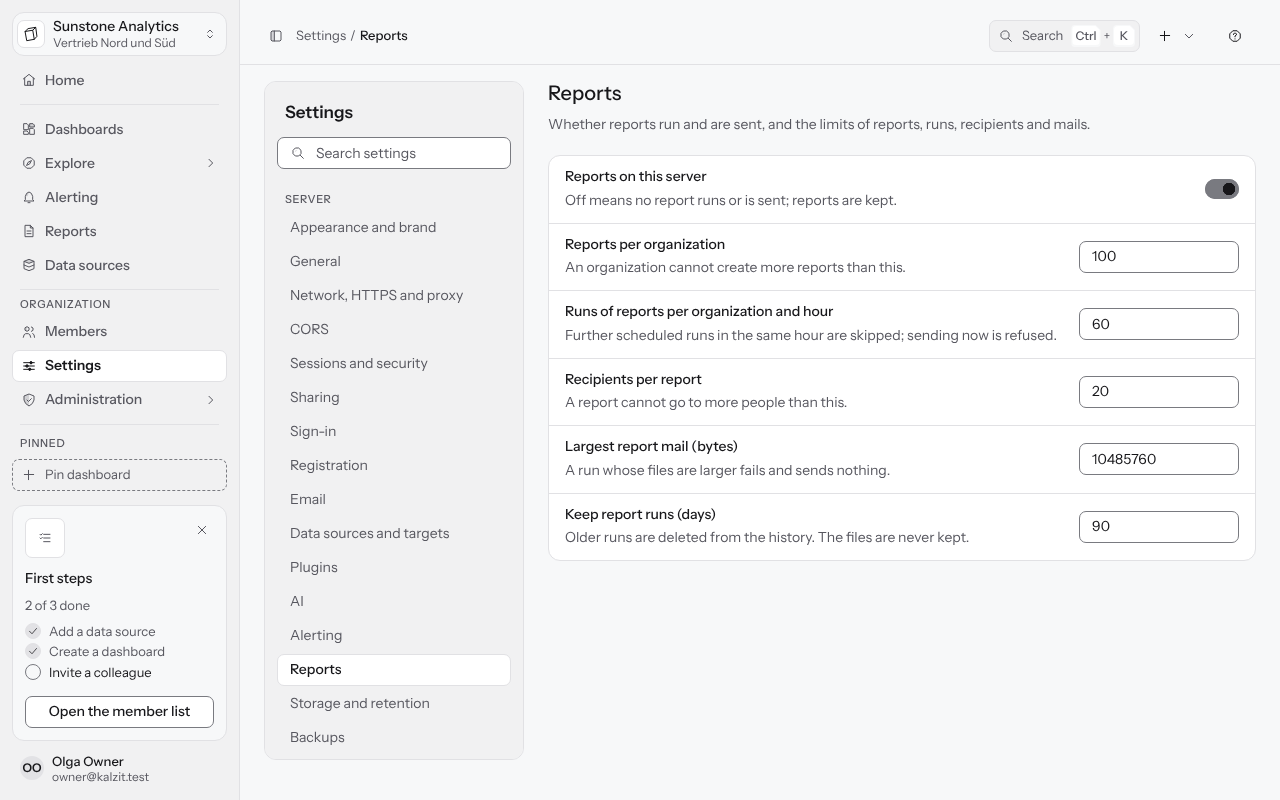 Sunstone Analytics
Vertrieb Nord und Süd
Home
Dashboards
Explore
Alerting
Reports
Data sources
ORGANIZATION
Members
Settings
Administration
PINNED
Pin dashboard
First steps
2 of 3 done
Add a data source
Create a dashboard
Invite a colleague
Open the member list
OO
Olga Owner
owner@kalzit.test
Settings / Reports
Search Ctrl + K
Settings
Search settings
SERVER
Appearance and brand
General
Network, HTTPS and proxy
CORS
Sessions and security
Sharing
Sign-in
Registration
Email
Data sources and targets
Plugins
AI
Alerting
Reports
Storage and retention
Backups
Reports
Whether reports run and are sent, and the limits of reports, runs, recipients and mails.
Reports on this server
Off means no report runs or is sent; reports are kept.
Reports per organization
An organization cannot create more reports than this.
100
Runs of reports per organization and hour
Further scheduled runs in the same hour are skipped; sending now is refused.
60
Recipients per report
A report cannot go to more people than this.
20
Largest report mail (bytes)
A run whose files are larger fails and sends nothing.
10485760
Keep report runs (days)
Older runs are deleted from the history. The files are never kept.
90